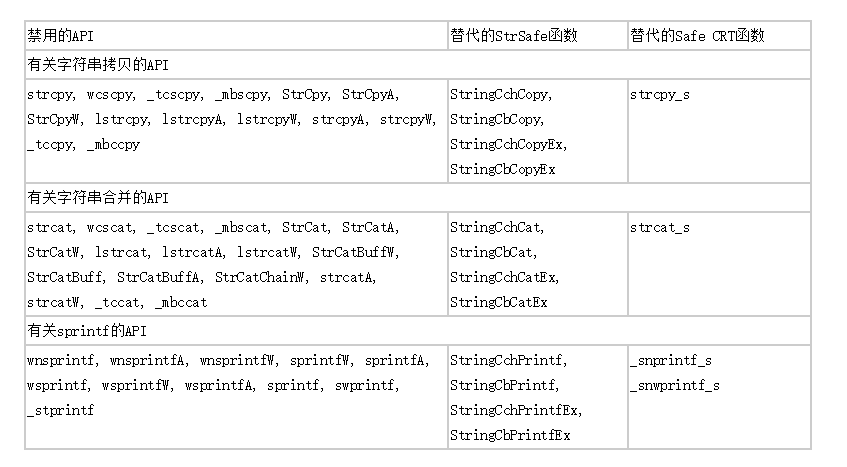 禁用的API 替代的StrSafe函数 替代的Safe CRT函数
有关字符串拷贝的API
strcpy, wcscpy, _tcscpy, _mbscpy, StrCpy, StrCpyA, StringCchCopy, strcpy_s
StrCpyW, lstrcpy, lstrcpyA, lstrcpyW, strcpyA, strcpyW, StringCbCopy,
_tccpy, _mbccpy StringCchCopyEx,
StringCbCopyEx
有关字符串合并的API
strcat, wcscat, _tcscat, _mbscat, StrCat, StrCatA, StringCchCat, strcat_s
StrCatW, lstrcat, lstrcatA, lstrcatW, StrCatBuffW, StringCbCat,
StrCatBuff, StrCatBuffA, StrCatChainW, strcatA, StringCchCatEx,
strcatW, _tccat, _mbccat StringCbCatEx
有关sprintf的API
wnsprintf, wnsprintfA, wnsprintfW, sprintfW, sprintfA, StringCchPrintf, _snprintf_s
wsprintf, wsprintfW, wsprintfA, sprintf, swprintf, StringCbPrintf, _snwprintf_s
_stprintf StringCchPrintfEx,
StringCbPrintfEx